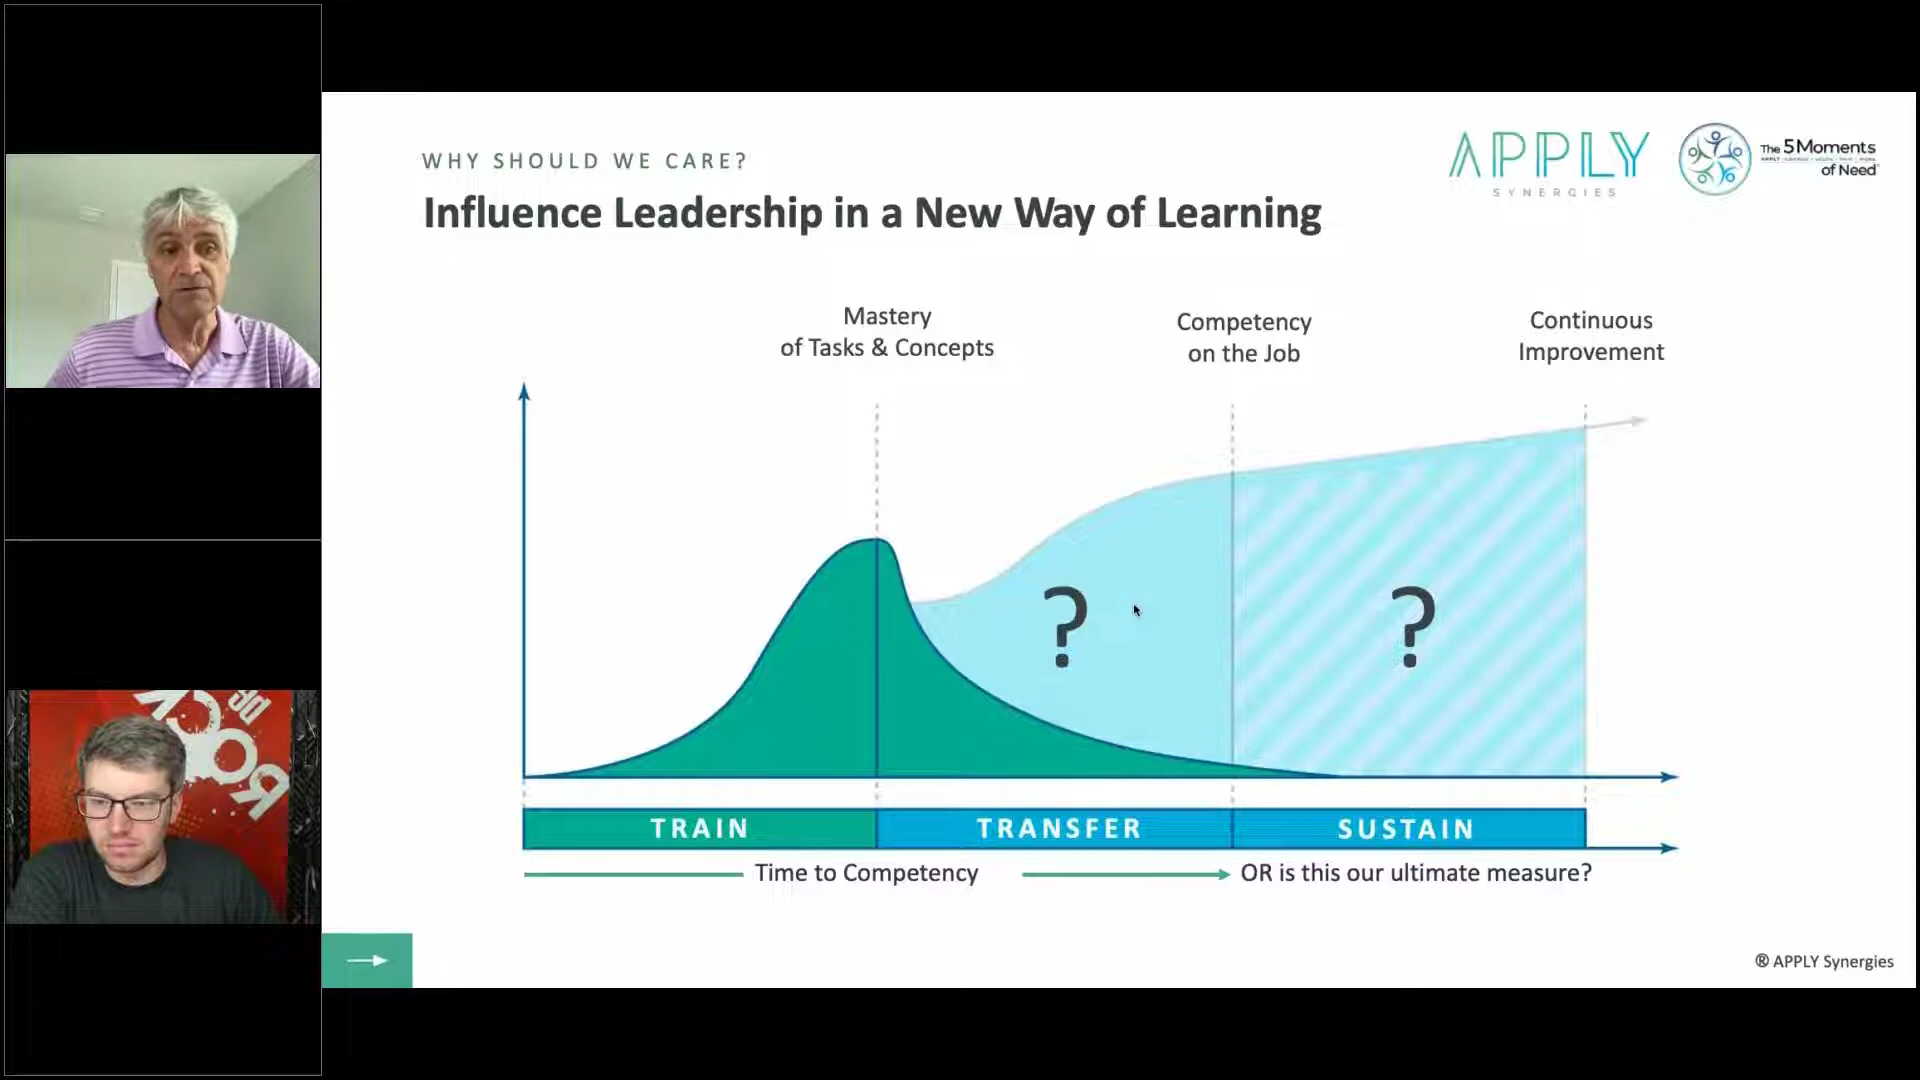 WHY SHOULD WE CARE?
Influence Leadership in a New Way of Learning
APPLY
SYNERGIES
The 5 Moments
of Need
Mastery
of Tasks & Concepts
Competency
on the Job
Continuous
Improvement
?
?
TRAIN
TRANSFER
SUSTAIN
Time to Competency
OR is this our ultimate measure?
® APPLY Synergies
ROCK